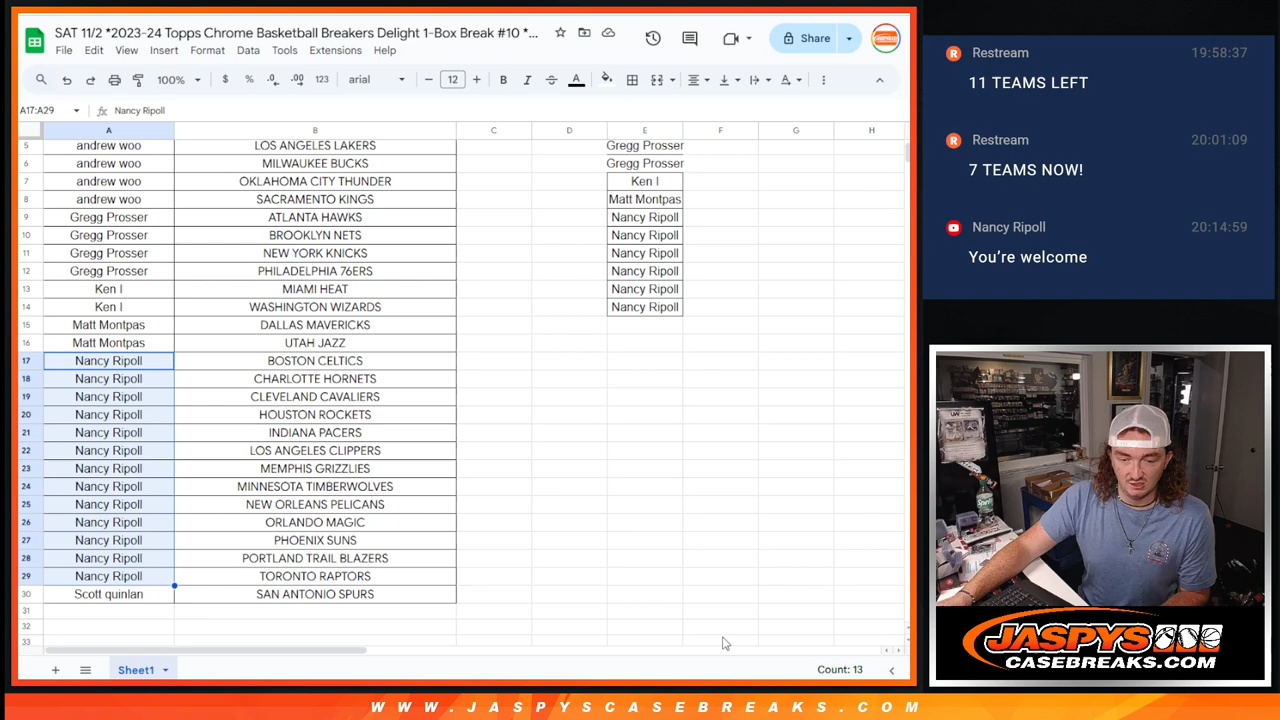 SAT 11/2 *2023-24 Topps Chrome Basketball Breakers Delight 1-Box Break #10 *...
File Edit View Insert Format Data Tools Extensions Help
Share
100% $ % .0 .00 123 arial 12 B I A
A17:A29 fx Nancy Ripoll
A B C D E F G H
5 andrew woo LOS ANGELES LAKERS Gregg Prosser
6 andrew woo MILWAUKEE BUCKS Gregg Prosser
7 andrew woo OKLAHOMA CITY THUNDER Ken I
8 andrew woo SACRAMENTO KINGS Matt Montpas
9 Gregg Prosser ATLANTA HAWKS Nancy Ripoll
10 Gregg Prosser BROOKLYN NETS Nancy Ripoll
11 Gregg Prosser NEW YORK KNICKS Nancy Ripoll
12 Gregg Prosser PHILADELPHIA 76ERS Nancy Ripoll
13 Ken I MIAMI HEAT Nancy Ripoll
14 Ken I WASHINGTON WIZARDS Nancy Ripoll
15 Matt Montpas DALLAS MAVERICKS
16 Matt Montpas UTAH JAZZ
17 Nancy Ripoll BOSTON CELTICS
18 Nancy Ripoll CHARLOTTE HORNETS
19 Nancy Ripoll CLEVELAND CAVALIERS
20 Nancy Ripoll HOUSTON ROCKETS
21 Nancy Ripoll INDIANA PACERS
22 Nancy Ripoll LOS ANGELES CLIPPERS
23 Nancy Ripoll MEMPHIS GRIZZLIES
24 Nancy Ripoll MINNESOTA TIMBERWOLVES
25 Nancy Ripoll NEW ORLEANS PELICANS
26 Nancy Ripoll ORLANDO MAGIC
27 Nancy Ripoll PHOENIX SUNS
28 Nancy Ripoll PORTLAND TRAIL BLAZERS
29 Nancy Ripoll TORONTO RAPTORS
30 Scott quinlan SAN ANTONIO SPURS
31
32
33
Sheet1 Count: 13
Restream 19:58:37
11 TEAMS LEFT
Restream 20:01:09
7 TEAMS NOW!
Nancy Ripoll 20:14:59
You're welcome
JASPYS
CASEBREAKS.COM
WWW.JASPYSCASEBREAKS.COM